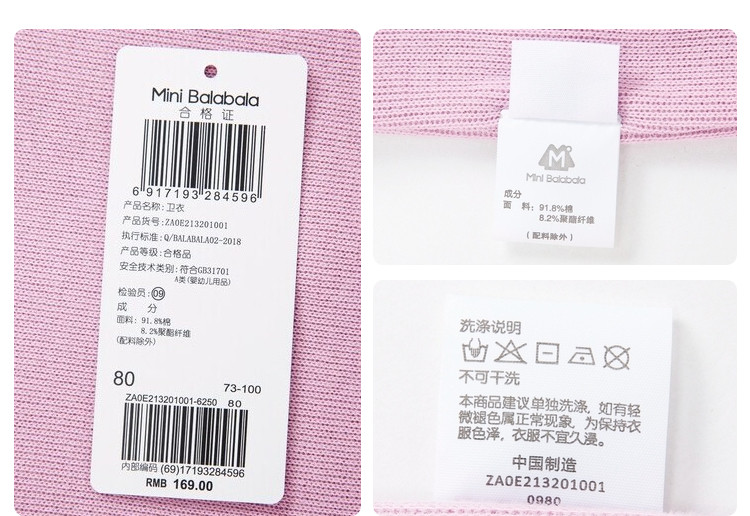 Mini Balabala
合格证
6 917193 284596
产品名称: 卫衣
产品货号: ZA0E213201001
执行标准: Q/BALABALA02-2018
产品等级: 合格品
安全技术类别: 符合GB31701
A类(婴幼儿用品)
检验员: 09
成 分
面料: 91.8%棉
8.2%聚酯纤维
(配料除外)
80
73-100
ZA0E213201001-6250 80
内部编码 (69)17193284596
RMB 169.00
M
Mini Balabala
成分
面 料: 91.8%棉
8.2%聚酯纤维
(配料除外)
洗涤说明
不可干洗
本商品建议单独洗涤, 如有轻
微褪色属正常现象, 为保持衣
服色泽, 衣服不宜久浸。
中国制造
ZA0E213201001
0980